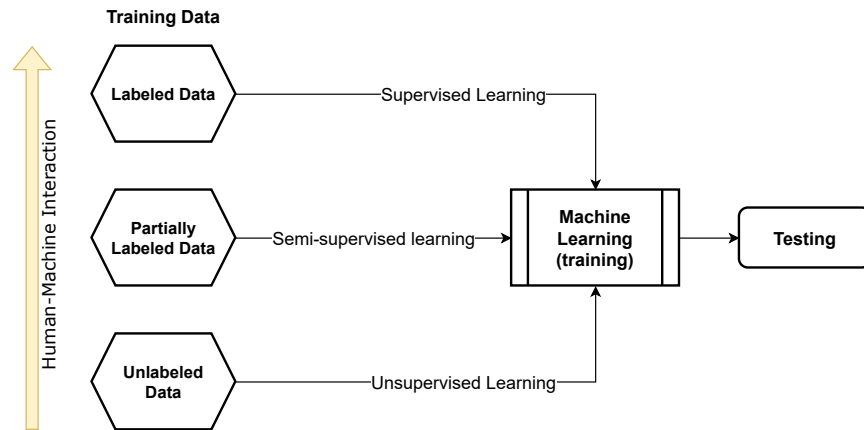 Training Data
Labeled Data
Supervised Learning
Human-Machine Interaction
Partially
Labeled Data
Semi-supervised learning
Machine
Learning
(training)
Testing
Unlabeled
Data
Unsupervised Learning